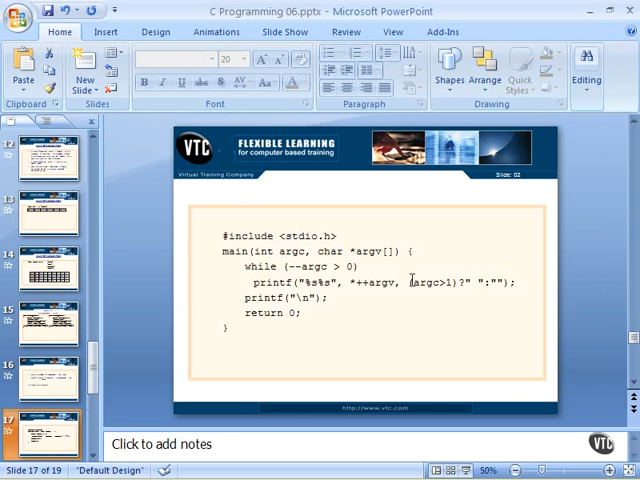 C Programming 06.pptx - Microsoft PowerPoint
Home Insert Design Animations Slide Show Review View Add-Ins
Paste
New Slide
20
B I U abc S AV
Aa A
Shapes Arrange Quick Styles
Editing
Clipboard Slides Font Paragraph Drawing
12
13
14
15
16
17
VTC FLEXIBLE LEARNING
for computer based training
Virtual Training Company Slide: 02
#include <stdio.h>
main(int argc, char *argv[]) {
while (--argc > 0)
printf("%s%s", *++argv, (argc>1)?" ":"");
printf("\n");
return 0;
}
http://www.vtc.com
Click to add notes
VTC
Slide 17 of 19 "Default Design" 50%